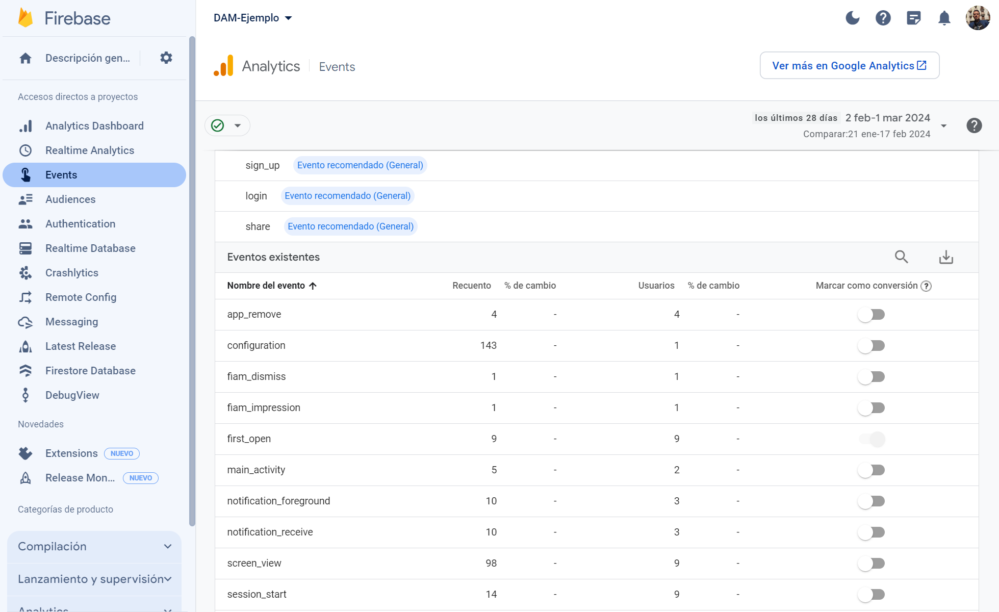 Firebase
DAM-Ejemplo
Descripción gen...
Analytics
Events
Ver más en Google Analytics
Accesos directos a proyectos
Analytics Dashboard
Realtime Analytics
Events
Audiences
Authentication
Realtime Database
Crashlytics
Remote Config
Messaging
Latest Release
Firestore Database
DebugView
Novedades
Extensions NUEVO
Release Mon... NUEVO
Categorías de producto
Compilación
Lanzamiento y supervisión
Analytics
los últimos 28 días 2 feb-1 mar 2024
Comparar:21 ene-17 feb 2024
sign_up Evento recomendado (General)
login Evento recomendado (General)
share Evento recomendado (General)
Eventos existentes
Nombre del evento Recuento % de cambio Usuarios % de cambio Marcar como conversión
app_remove 4 - 4 -
configuration 143 - 1 -
fiam_dismiss 1 - 1 -
fiam_impression 1 - 1 -
first_open 9 - 9 -
main_activity 5 - 2 -
notification_foreground 10 - 3 -
notification_receive 10 - 3 -
screen_view 98 - 9 -
session_start 14 - 9 -